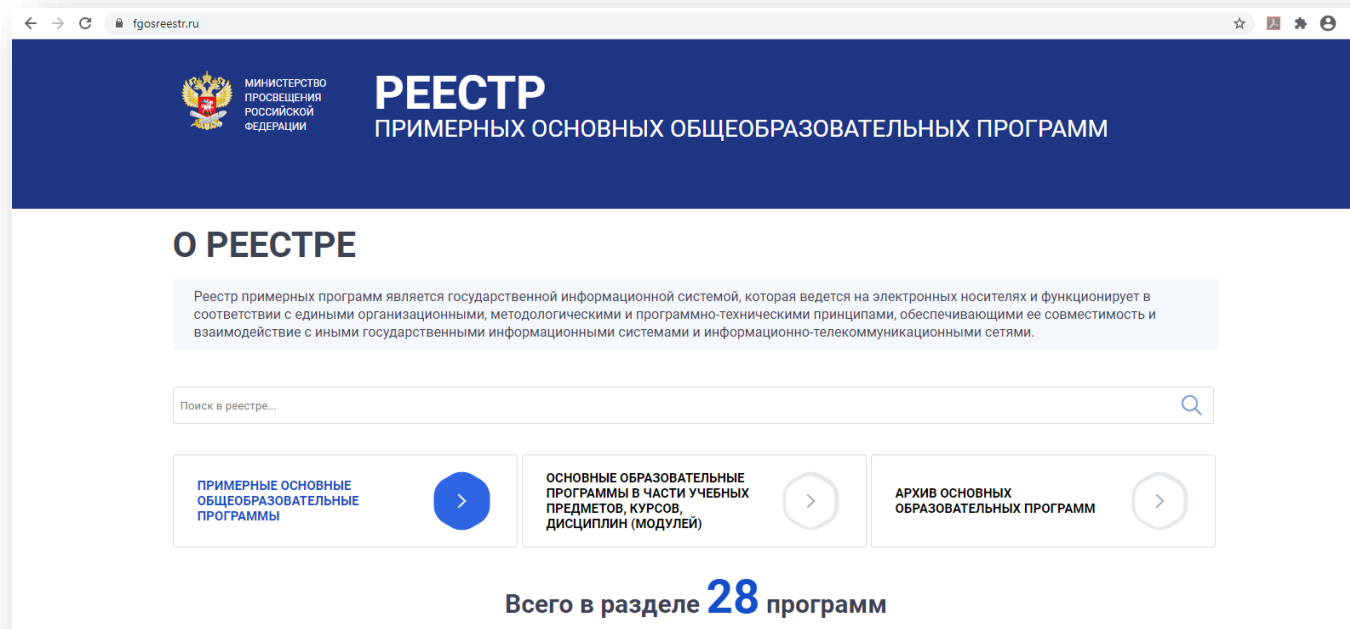 fgosreestr.ru
МИНИСТЕРСТВО
ПРОСВЕЩЕНИЯ
РОССИЙСКОЙ
ФЕДЕРАЦИИ
РЕЕСТР
ПРИМЕРНЫХ ОСНОВНЫХ ОБЩЕОБРАЗОВАТЕЛЬНЫХ ПРОГРАММ
О РЕЕСТРЕ
Реестр примерных программ является государственной информационной системой, которая ведется на электронных носителях и функционирует в
соответствии с едиными организационными, методологическими и программно-техническими принципами, обеспечивающими ее совместимость и
взаимодействие с иными государственными информационными системами и информационно-телекоммуникационными сетями.
Поиск в реестре...
ПРИМЕРНЫЕ ОСНОВНЫЕ
ОБЩЕОБРАЗОВАТЕЛЬНЫЕ
ПРОГРАММЫ
ОСНОВНЫЕ ОБРАЗОВАТЕЛЬНЫЕ
ПРОГРАММЫ В ЧАСТИ УЧЕБНЫХ
ПРЕДМЕТОВ, КУРСОВ,
ДИСЦИПЛИН (МОДУЛЕЙ)
АРХИВ ОСНОВНЫХ
ОБРАЗОВАТЕЛЬНЫХ ПРОГРАММ
Всего в разделе 28 программ